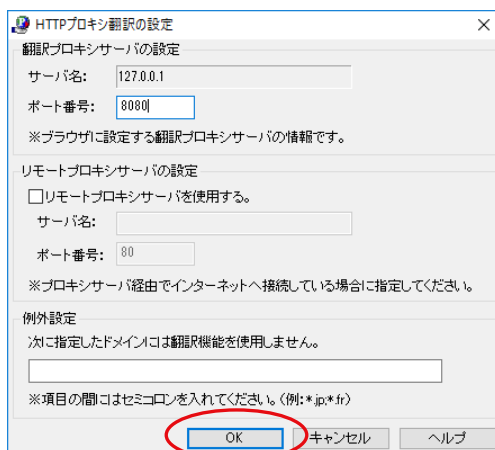 HTTPプロキシ翻訳の設定
翻訳プロキシサーバの設定
サーバ名: 127.0.0.1
ポート番号: 8080
※ブラウザに設定する翻訳プロキシサーバの情報です。
リモートプロキシサーバの設定
リモートプロキシサーバを使用する。
サーバ名:
ポート番号: 80
※プロキシサーバ経由でインターネットへ接続している場合に指定してください。
例外設定
次に指定したドメインには翻訳機能を使用しません。
※項目の間にはセミコロンを入れてください。(例:*.jp;*.fr)
OK キャンセル ヘルプ